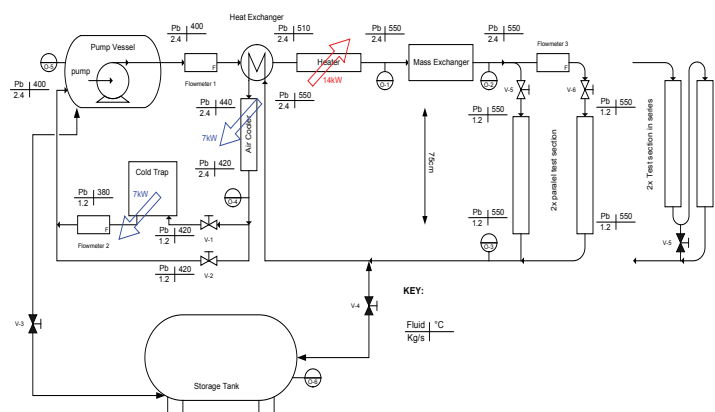 Heat Exchanger
Pb | 400
2.4
Pb | 510
2.4
Pb | 550
2.4
Pb | 550
2.4
Pump Vessel
pump
O-5
Pb | 400
2.4
F
Flowmeter 1
Heater
14kW
O-1
Mass Exchanger
O-2
Flowmeter 3
F
V-5
V-6
Pb | 440
2.4
Pb | 550
2.4
7kW
Air Cooler
Pb | 550
1.2
Pb | 550
1.2
75cm
2x paralel test section
2x Test section in series
Pb | 420
2.4
Cold Trap
7kW
O-4
Pb | 380
1.2
F
Flowmeter 2
Pb | 420
1.2
V-1
Pb | 420
1.2
V-2
Pb | 550
1.2
Pb | 550
1.2
O-3
V-5
V-3
V-4
KEY:
Fluid | °C
Kg/s
Storage Tank
O-6